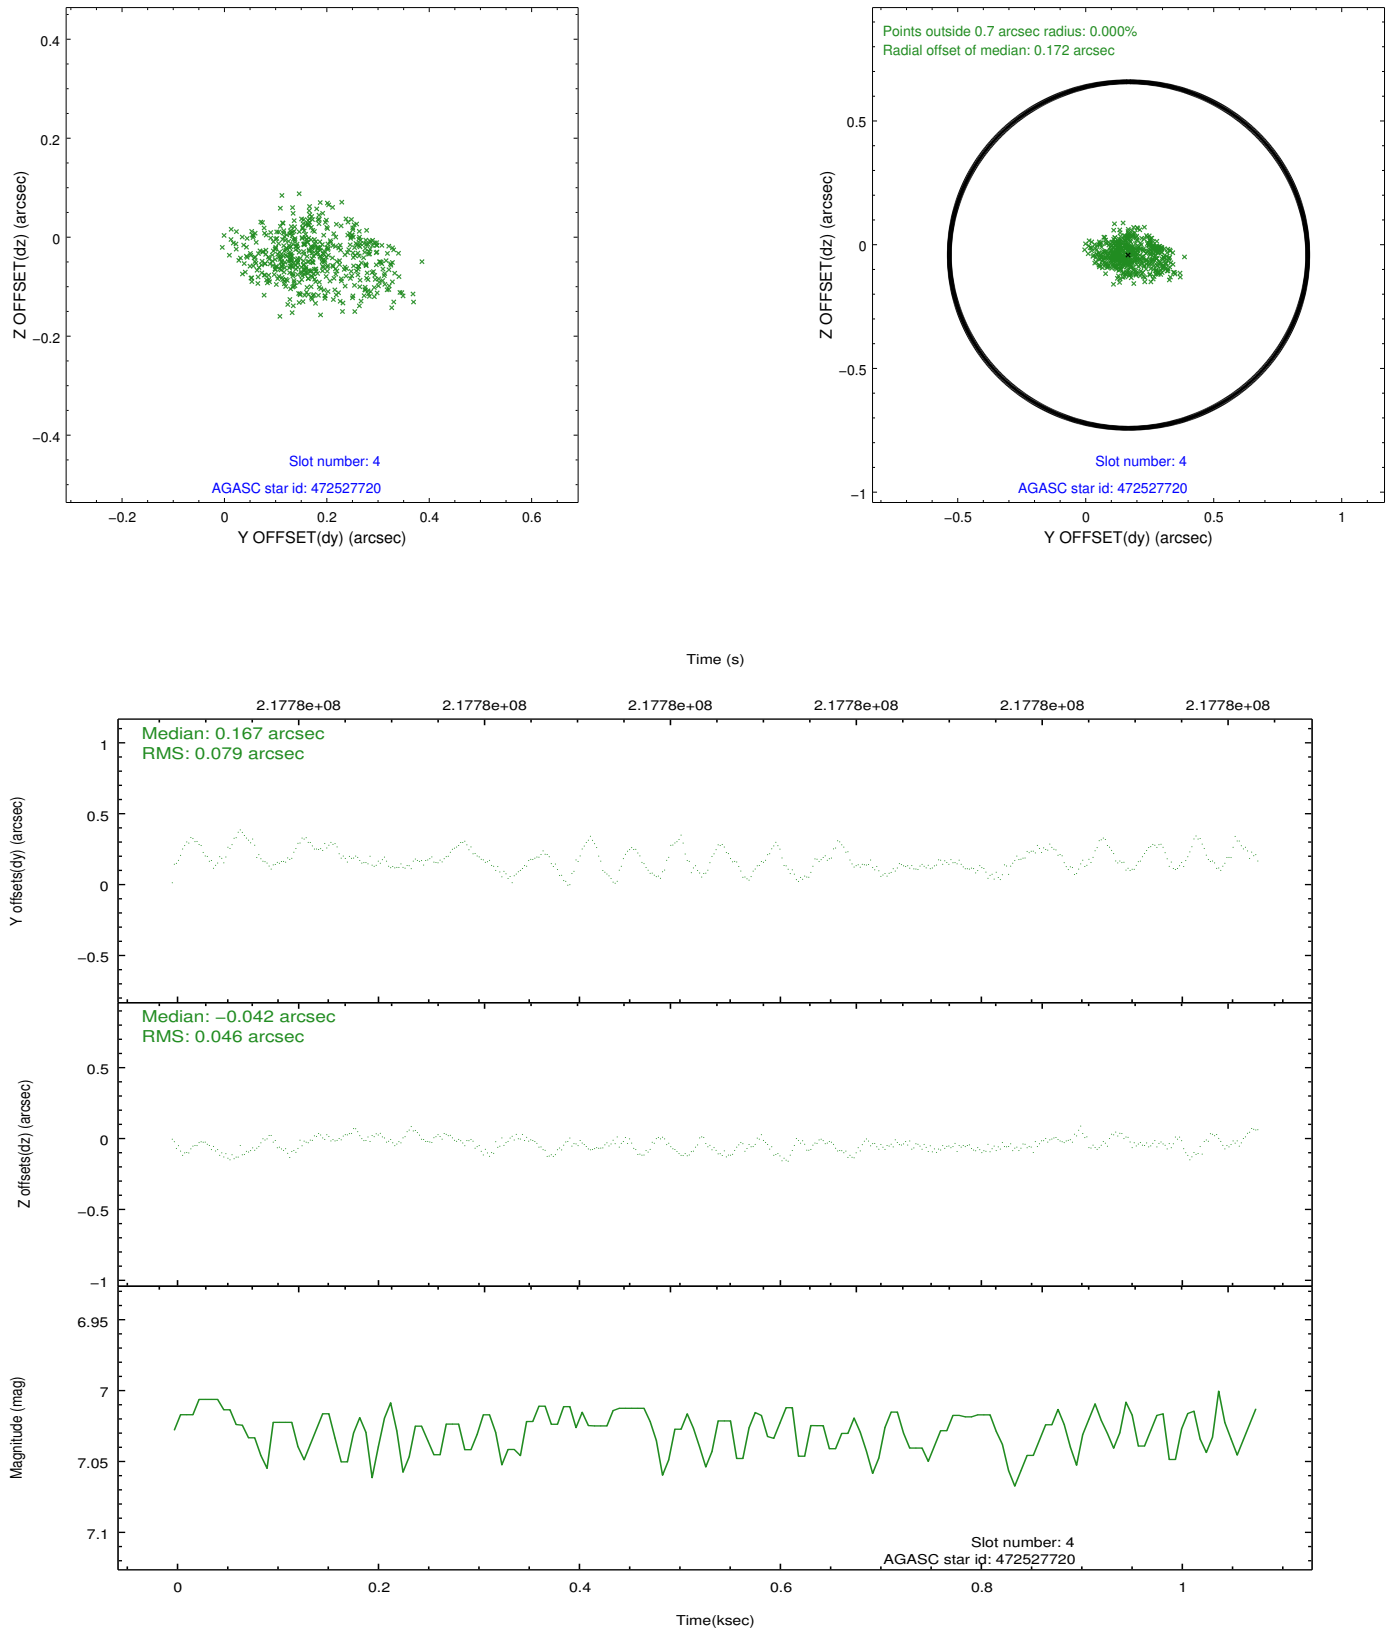 0.4
0.2
0
−0.2
−0.4
Z OFFSET(dz) (arcsec)
Slot number: 4
AGASC star id: 472527720
−0.2 0 0.2 0.4 0.6
Y OFFSET(dy) (arcsec)
Points outside 0.7 arcsec radius: 0.000%
Radial offset of median: 0.172 arcsec
0.5
0
−0.5
−1
Z OFFSET(dz) (arcsec)
Slot number: 4
AGASC star id: 472527720
−0.5 0 0.5 1
Y OFFSET(dy) (arcsec)
Time (s)
2.1778e+08 2.1778e+08 2.1778e+08 2.1778e+08 2.1778e+08 2.1778e+08
Median: 0.167 arcsec
RMS: 0.079 arcsec
1
0.5
0
−0.5
Y offsets(dy) (arcsec)
Median: −0.042 arcsec
RMS: 0.046 arcsec
0.5
0
−0.5
−1
Z offsets(dz) (arcsec)
6.95
7
7.05
7.1
Magnitude (mag)
Slot number: 4
AGASC star id: 472527720
0 0.2 0.4 0.6 0.8 1
Time(ksec)